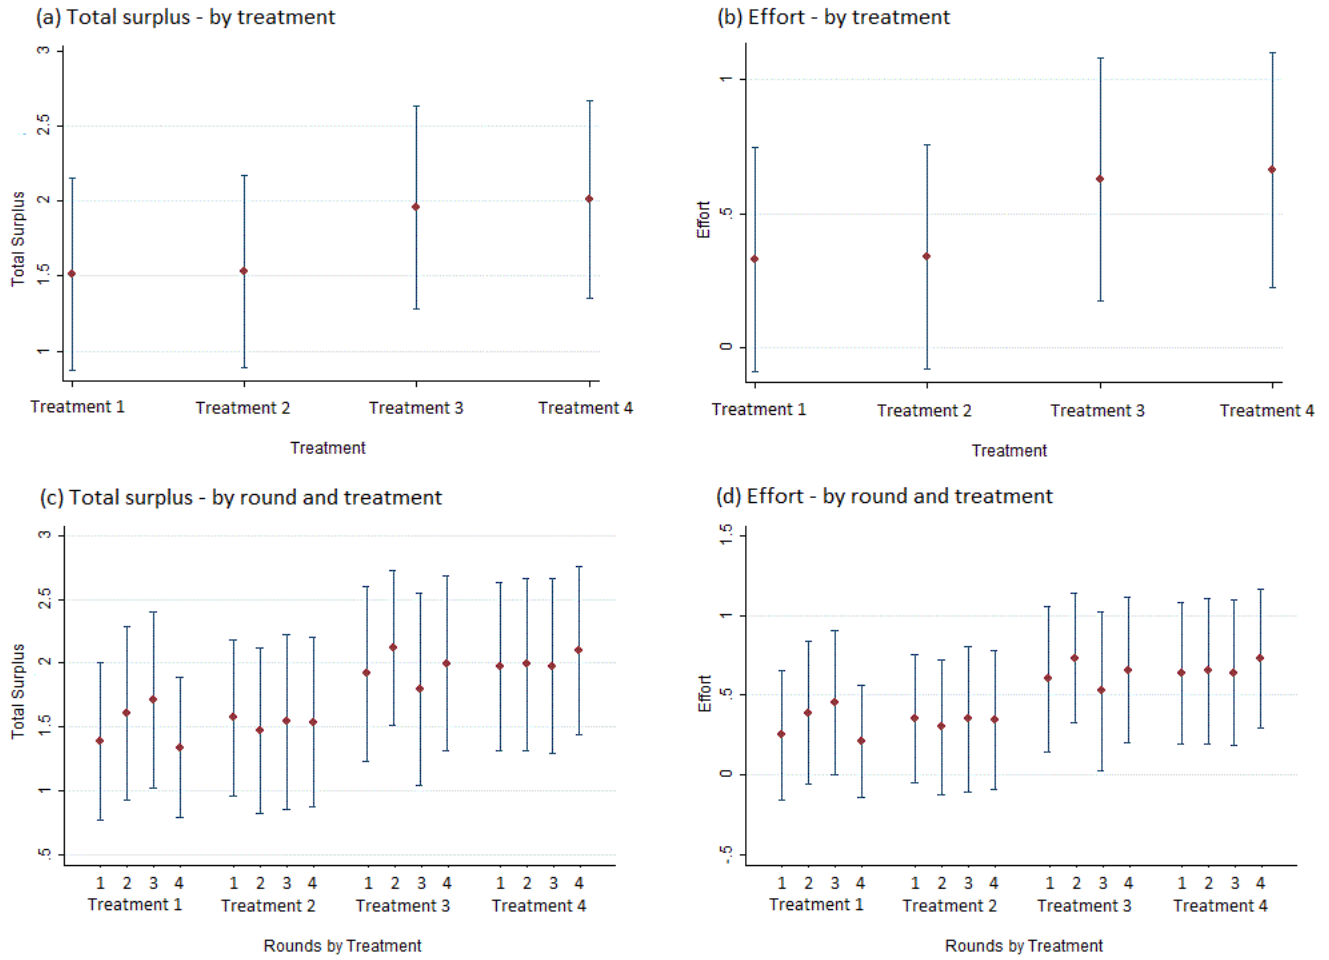 (a) Total surplus - by treatment
3
2.5
2
1.5
1
Total Surplus
Treatment 1 Treatment 2 Treatment 3 Treatment 4
Treatment
(b) Effort - by treatment
1
.5
0
Effort
Treatment 1 Treatment 2 Treatment 3 Treatment 4
Treatment
(c) Total surplus - by round and treatment
3
2.5
2
1.5
1
.5
Total Surplus
1 2 3 4 1 2 3 4 1 2 3 4 1 2 3 4
Treatment 1 Treatment 2 Treatment 3 Treatment 4
Rounds by Treatment
(d) Effort - by round and treatment
1.5
1
.5
0
-.5
Effort
1 2 3 4 1 2 3 4 1 2 3 4 1 2 3 4
Treatment 1 Treatment 2 Treatment 3 Treatment 4
Rounds by Treatment